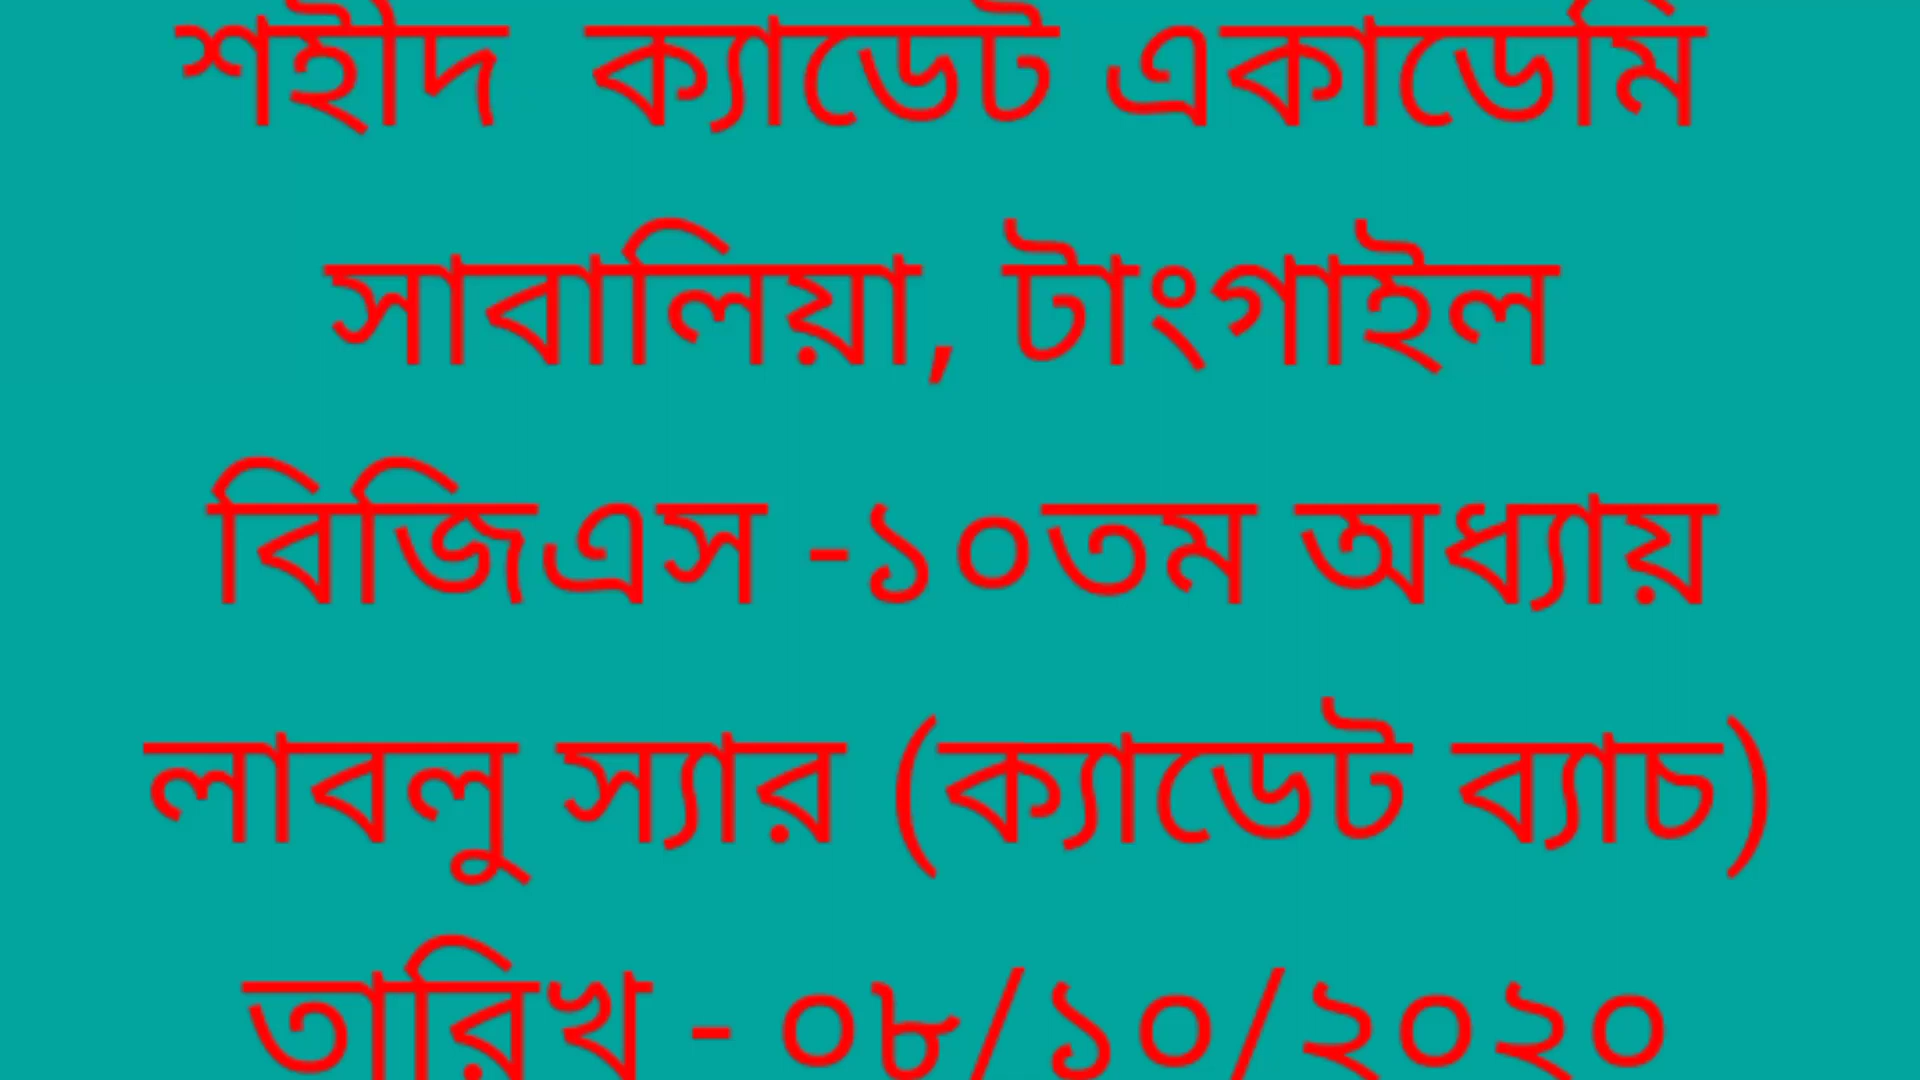 শহীদ ক্যাডেট একাডেমি
সাবালিয়া, টাংগাইল
বিজিএস -১০তম অধ্যায়
লাবলু স্যার (ক্যাডেট ব্যাচ)
তারিখ - ০৮/১০/২০২০